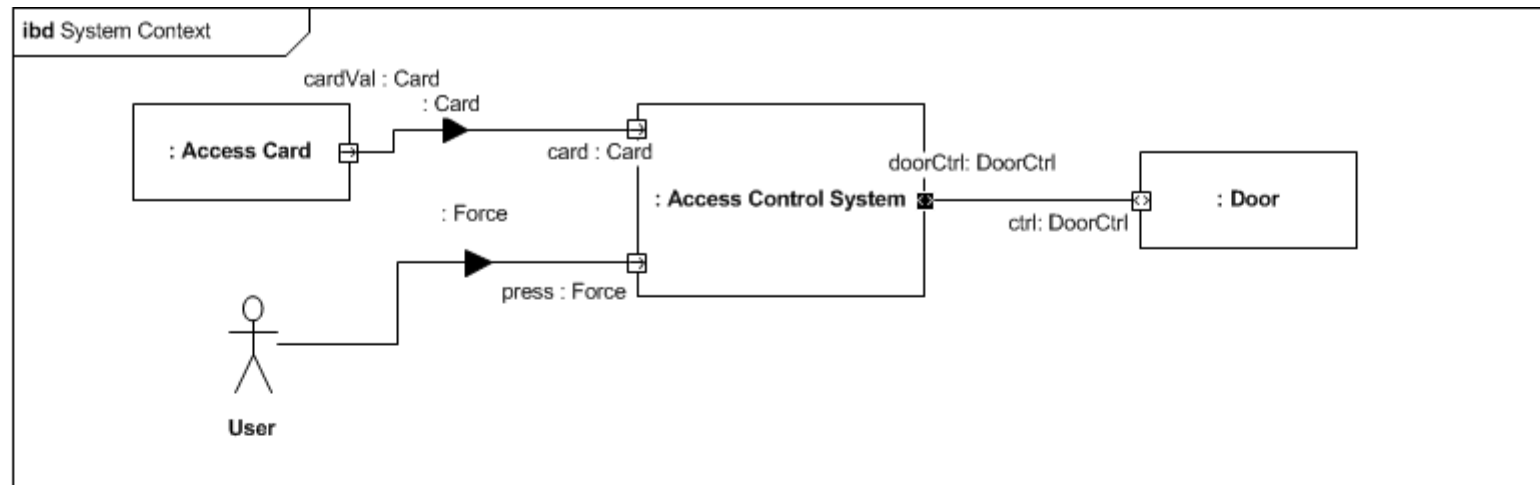 ibd System Context
cardVal : Card
: Card
: Access Card
card : Card
doorCtrl: DoorCtrl
: Access Control System
: Door
ctrl: DoorCtrl
: Force
press : Force
User